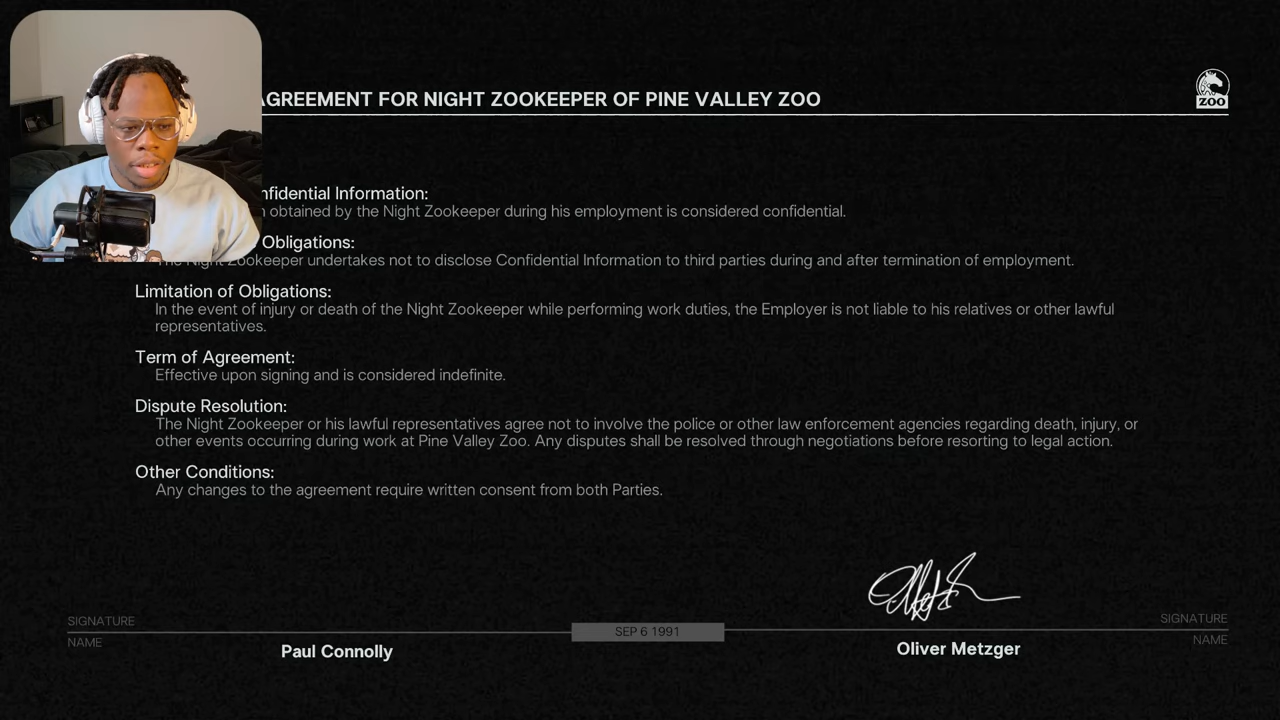 AGREEMENT FOR NIGHT ZOOKEEPER OF PINE VALLEY ZOO
ZOO
Information:
obtained by the Night Zookeeper during his employment is considered confidential.
Obligations:
The Night Zookeeper undertakes not to disclose Confidential Information to third parties during and after termination of employment.
Limitation of Obligations:
In the event of injury or death of the Night Zookeeper while performing work duties, the Employer is not liable to his relatives or other lawful
representatives.
Term of Agreement:
Effective upon signing and is considered indefinite.
Dispute Resolution:
The Night Zookeeper or his lawful representatives agree not to involve the police or other law enforcement agencies regarding death, injury, or
other events occurring during work at Pine Valley Zoo. Any disputes shall be resolved through negotiations before resorting to legal action.
Other Conditions:
Any changes to the agreement require written consent from both Parties.
SIGNATURE
SIGNATURE
SEP 6 1991
NAME
NAME
Paul Connolly
Oliver Metzger